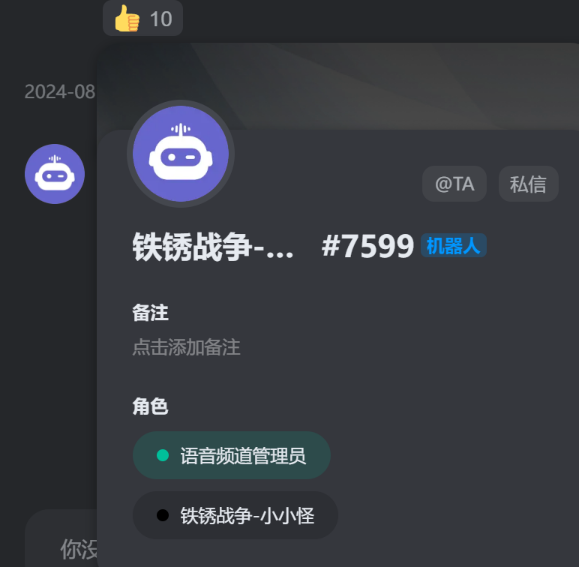 10
2024-08
@TA 私信
铁锈战争-... #7599 机器人
备注
点击添加备注
角色
语音频道管理员
铁锈战争-小小怪
你没